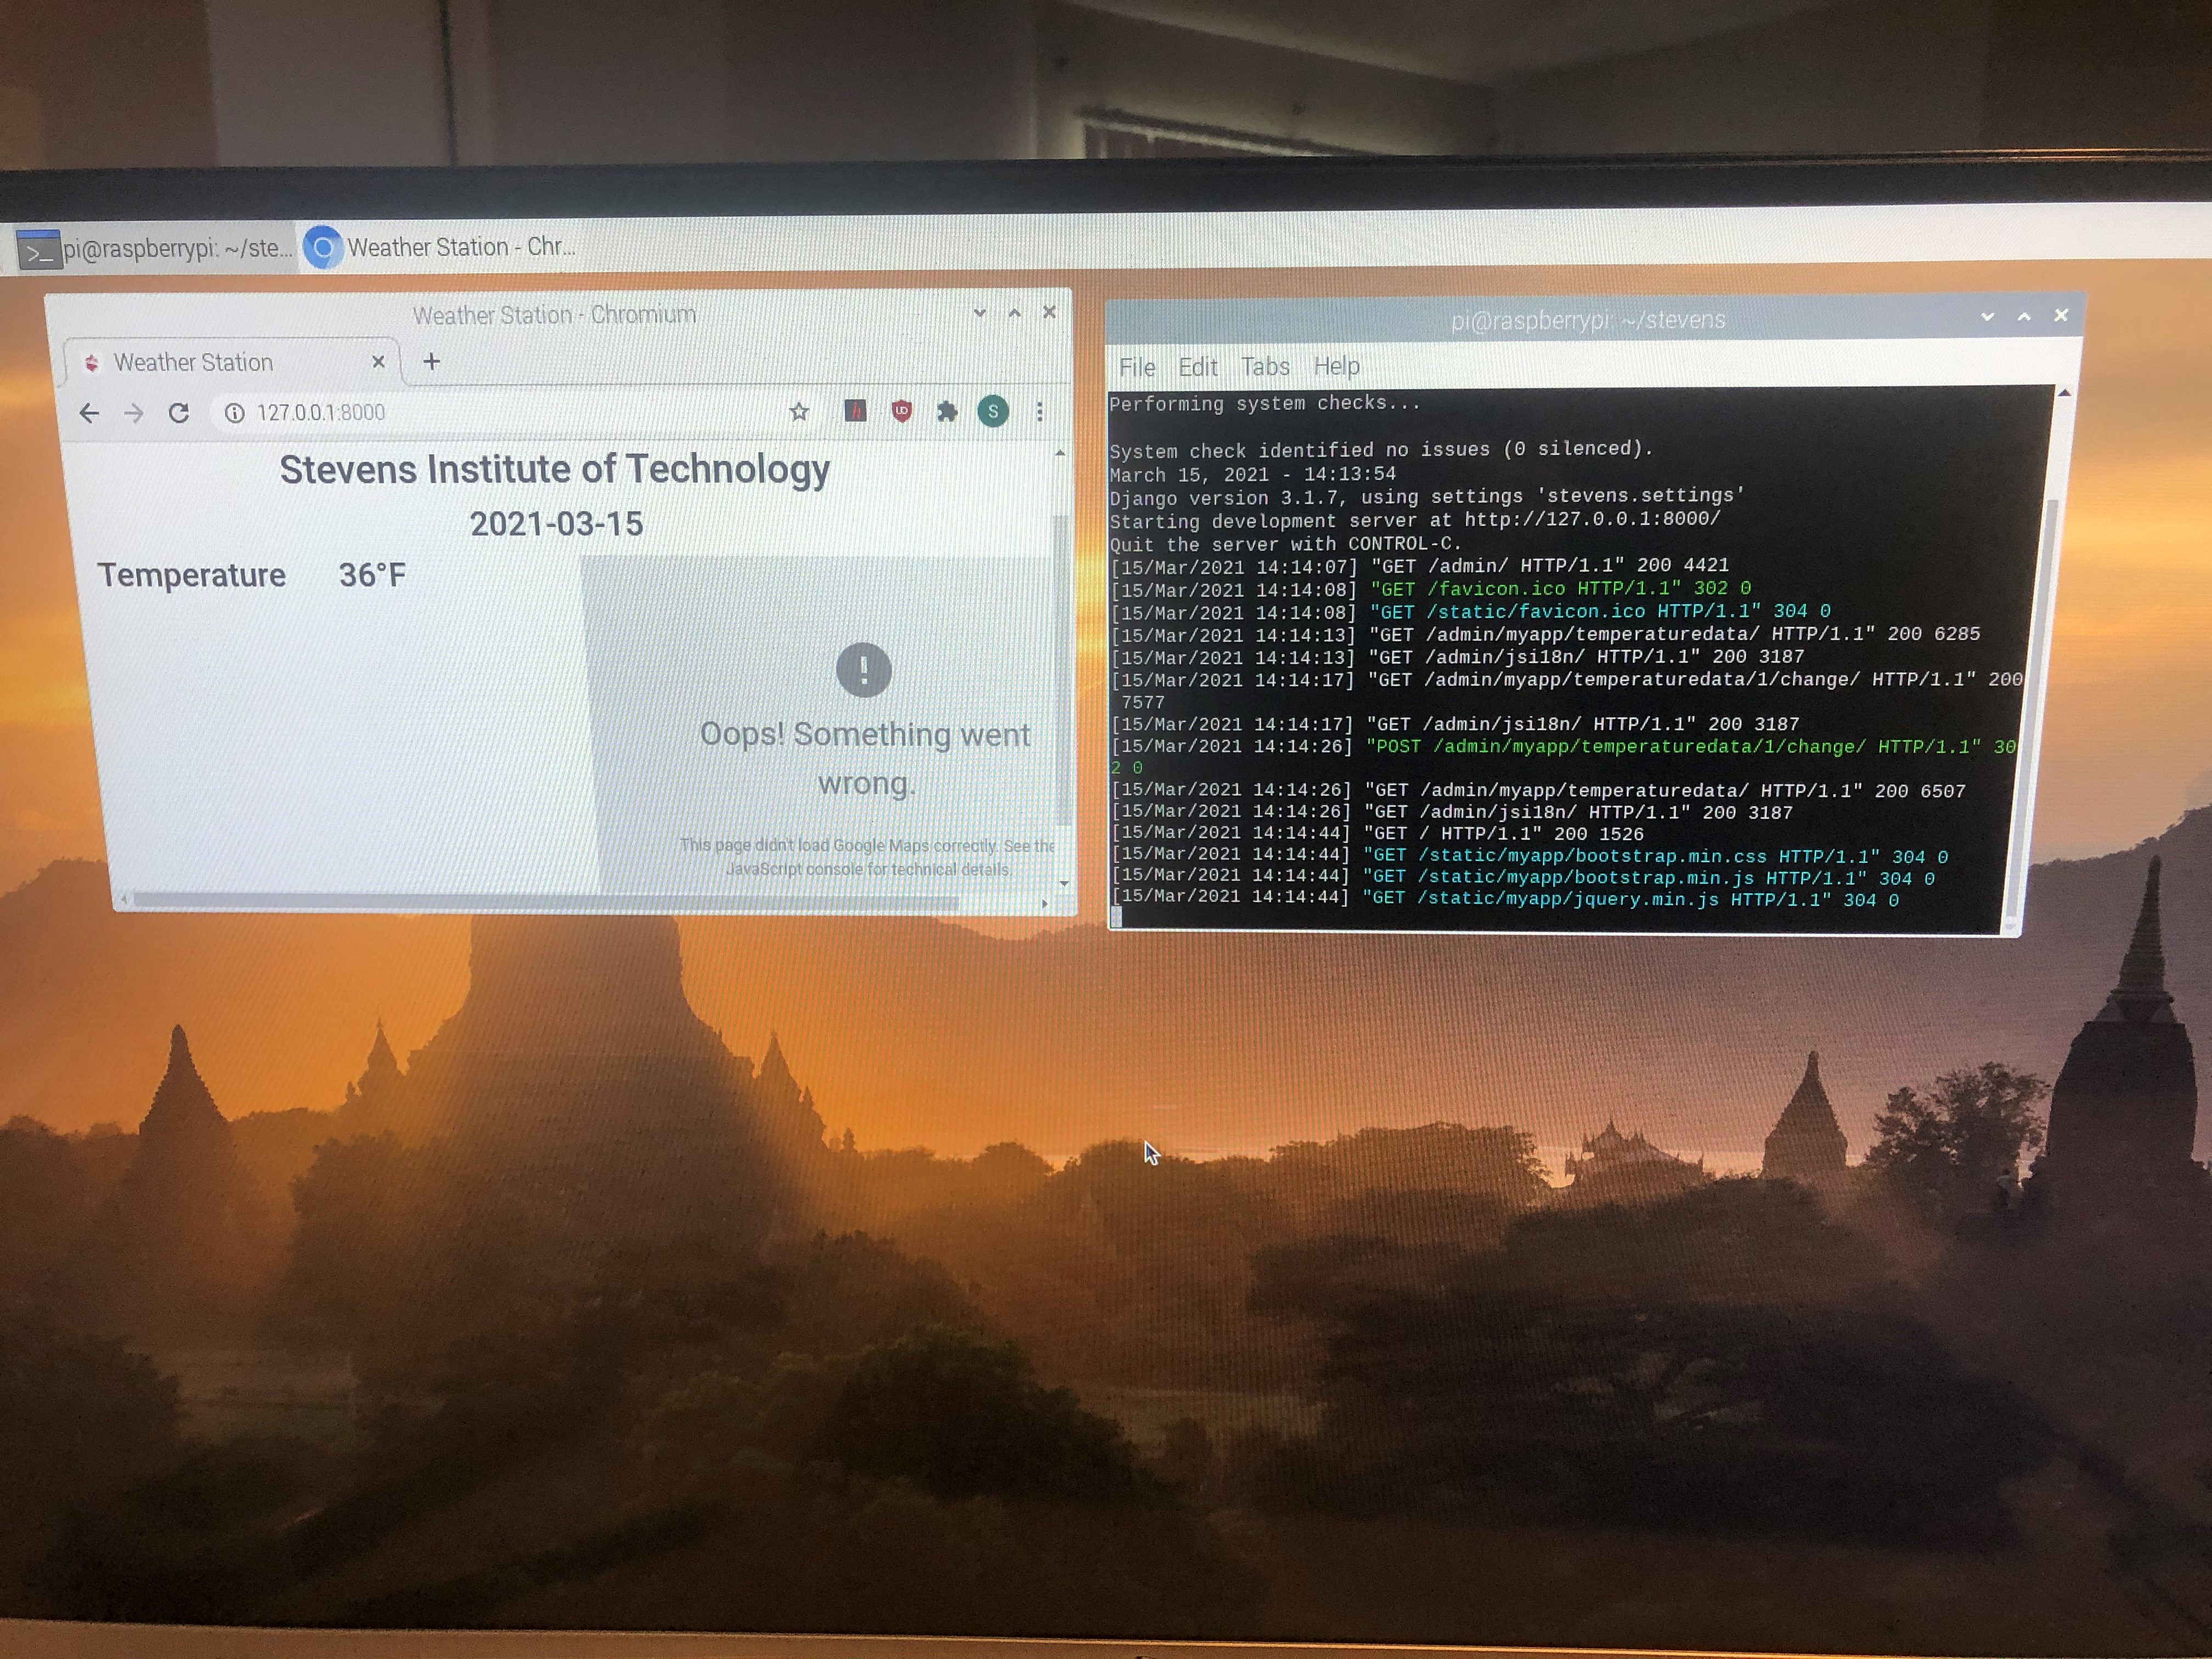 pi@raspberrypi: ~/ste...
Weather Station - Chr...
Weather Station - Chromium
Weather Station
127.0.0.1:8000
S
Stevens Institute of Technology
2021-03-15
Temperature 36°F
!
Oops! Something went
wrong.
This page didn't load Google Maps correctly. See the
JavaScript console for technical details.
pi@raspberrypi: ~/stevens
File Edit Tabs Help
Performing system checks...
System check identified no issues (0 silenced).
March 15, 2021 - 14:13:54
Django version 3.1.7, using settings 'stevens.settings'
Starting development server at http://127.0.0.1:8000/
Quit the server with CONTROL-C.
[15/Mar/2021 14:14:07] "GET /admin/ HTTP/1.1" 200 4421
[15/Mar/2021 14:14:08] "GET /favicon.ico HTTP/1.1" 302 0
[15/Mar/2021 14:14:08] "GET /static/favicon.ico HTTP/1.1" 304 0
[15/Mar/2021 14:14:13] "GET /admin/myapp/temperaturedata/ HTTP/1.1" 200 6285
[15/Mar/2021 14:14:13] "GET /admin/jsi18n/ HTTP/1.1" 200 3187
[15/Mar/2021 14:14:17] "GET /admin/myapp/temperaturedata/1/change/ HTTP/1.1" 200
7577
[15/Mar/2021 14:14:17] "GET /admin/jsi18n/ HTTP/1.1" 200 3187
[15/Mar/2021 14:14:26] "POST /admin/myapp/temperaturedata/1/change/ HTTP/1.1" 30
2 0
[15/Mar/2021 14:14:26] "GET /admin/myapp/temperaturedata/ HTTP/1.1" 200 6507
[15/Mar/2021 14:14:26] "GET /admin/jsi18n/ HTTP/1.1" 200 3187
[15/Mar/2021 14:14:44] "GET / HTTP/1.1" 200 1526
[15/Mar/2021 14:14:44] "GET /static/myapp/bootstrap.min.css HTTP/1.1" 304 0
[15/Mar/2021 14:14:44] "GET /static/myapp/bootstrap.min.js HTTP/1.1" 304 0
[15/Mar/2021 14:14:44] "GET /static/myapp/jquery.min.js HTTP/1.1" 304 0